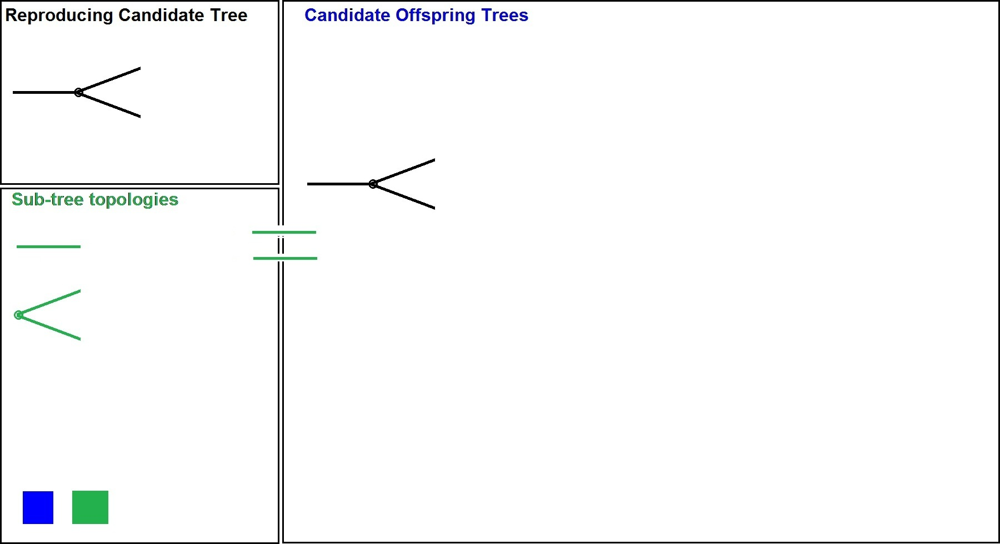 Reproducing Candidate Tree
Candidate Offspring Trees
Sub-tree topologies